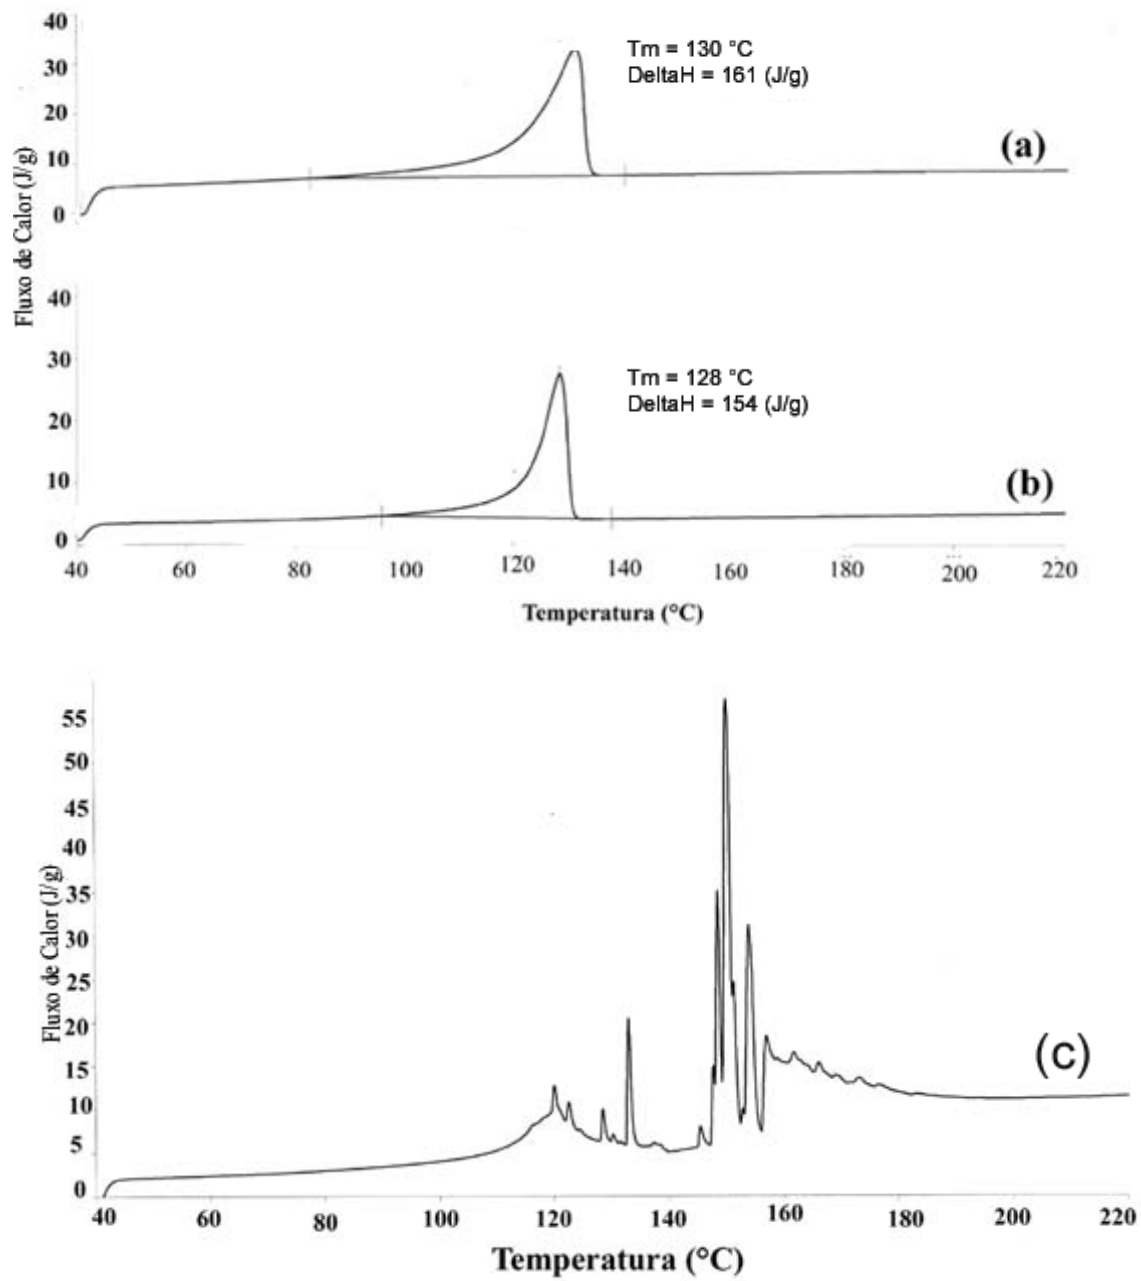 40
Tm = 130 °C
30
DeltaH = 161 (J/g)
20
10
(a)
0
Fluxo de Calor (J/g)
40
30
Tm = 128 °C
DeltaH = 154 (J/g)
20
10
(b)
0
40 60 80 100 120 140 160 180 200 220
Temperatura (°C)
55
50
45
40
35
30
25
20
15
10
5
0
Fluxo de Calor (J/g)
(c)
40 60 80 100 120 140 160 180 200 220
Temperatura (°C)